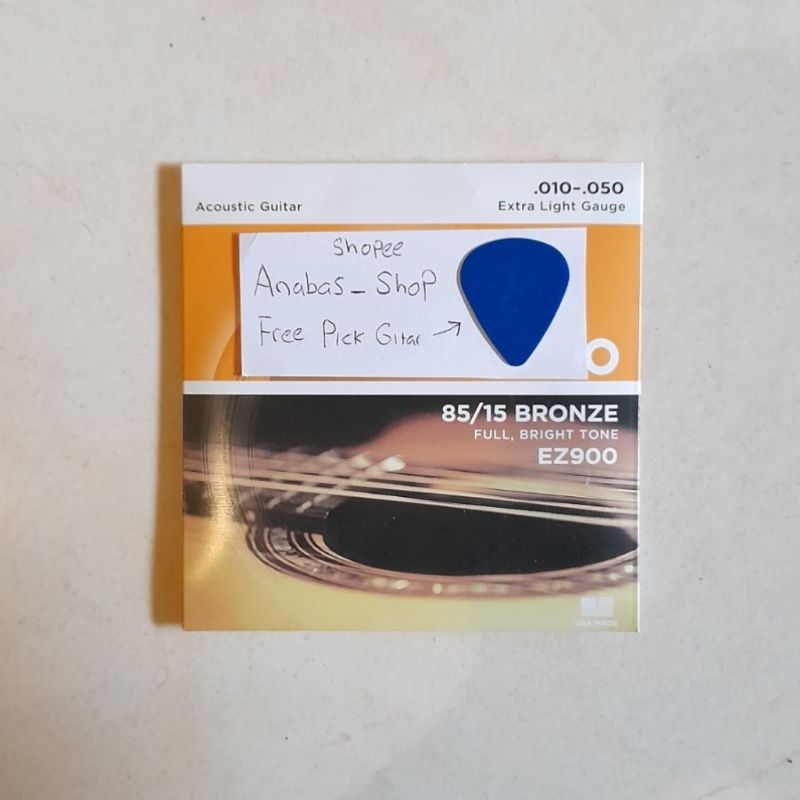 .010-.050
Acoustic Guitar
Extra Light Gauge
Shopee
Anabas_Shop
Free Pick Gitar →
O
85/15 BRONZE
FULL, BRIGHT TONE
EZ900
USA MADE